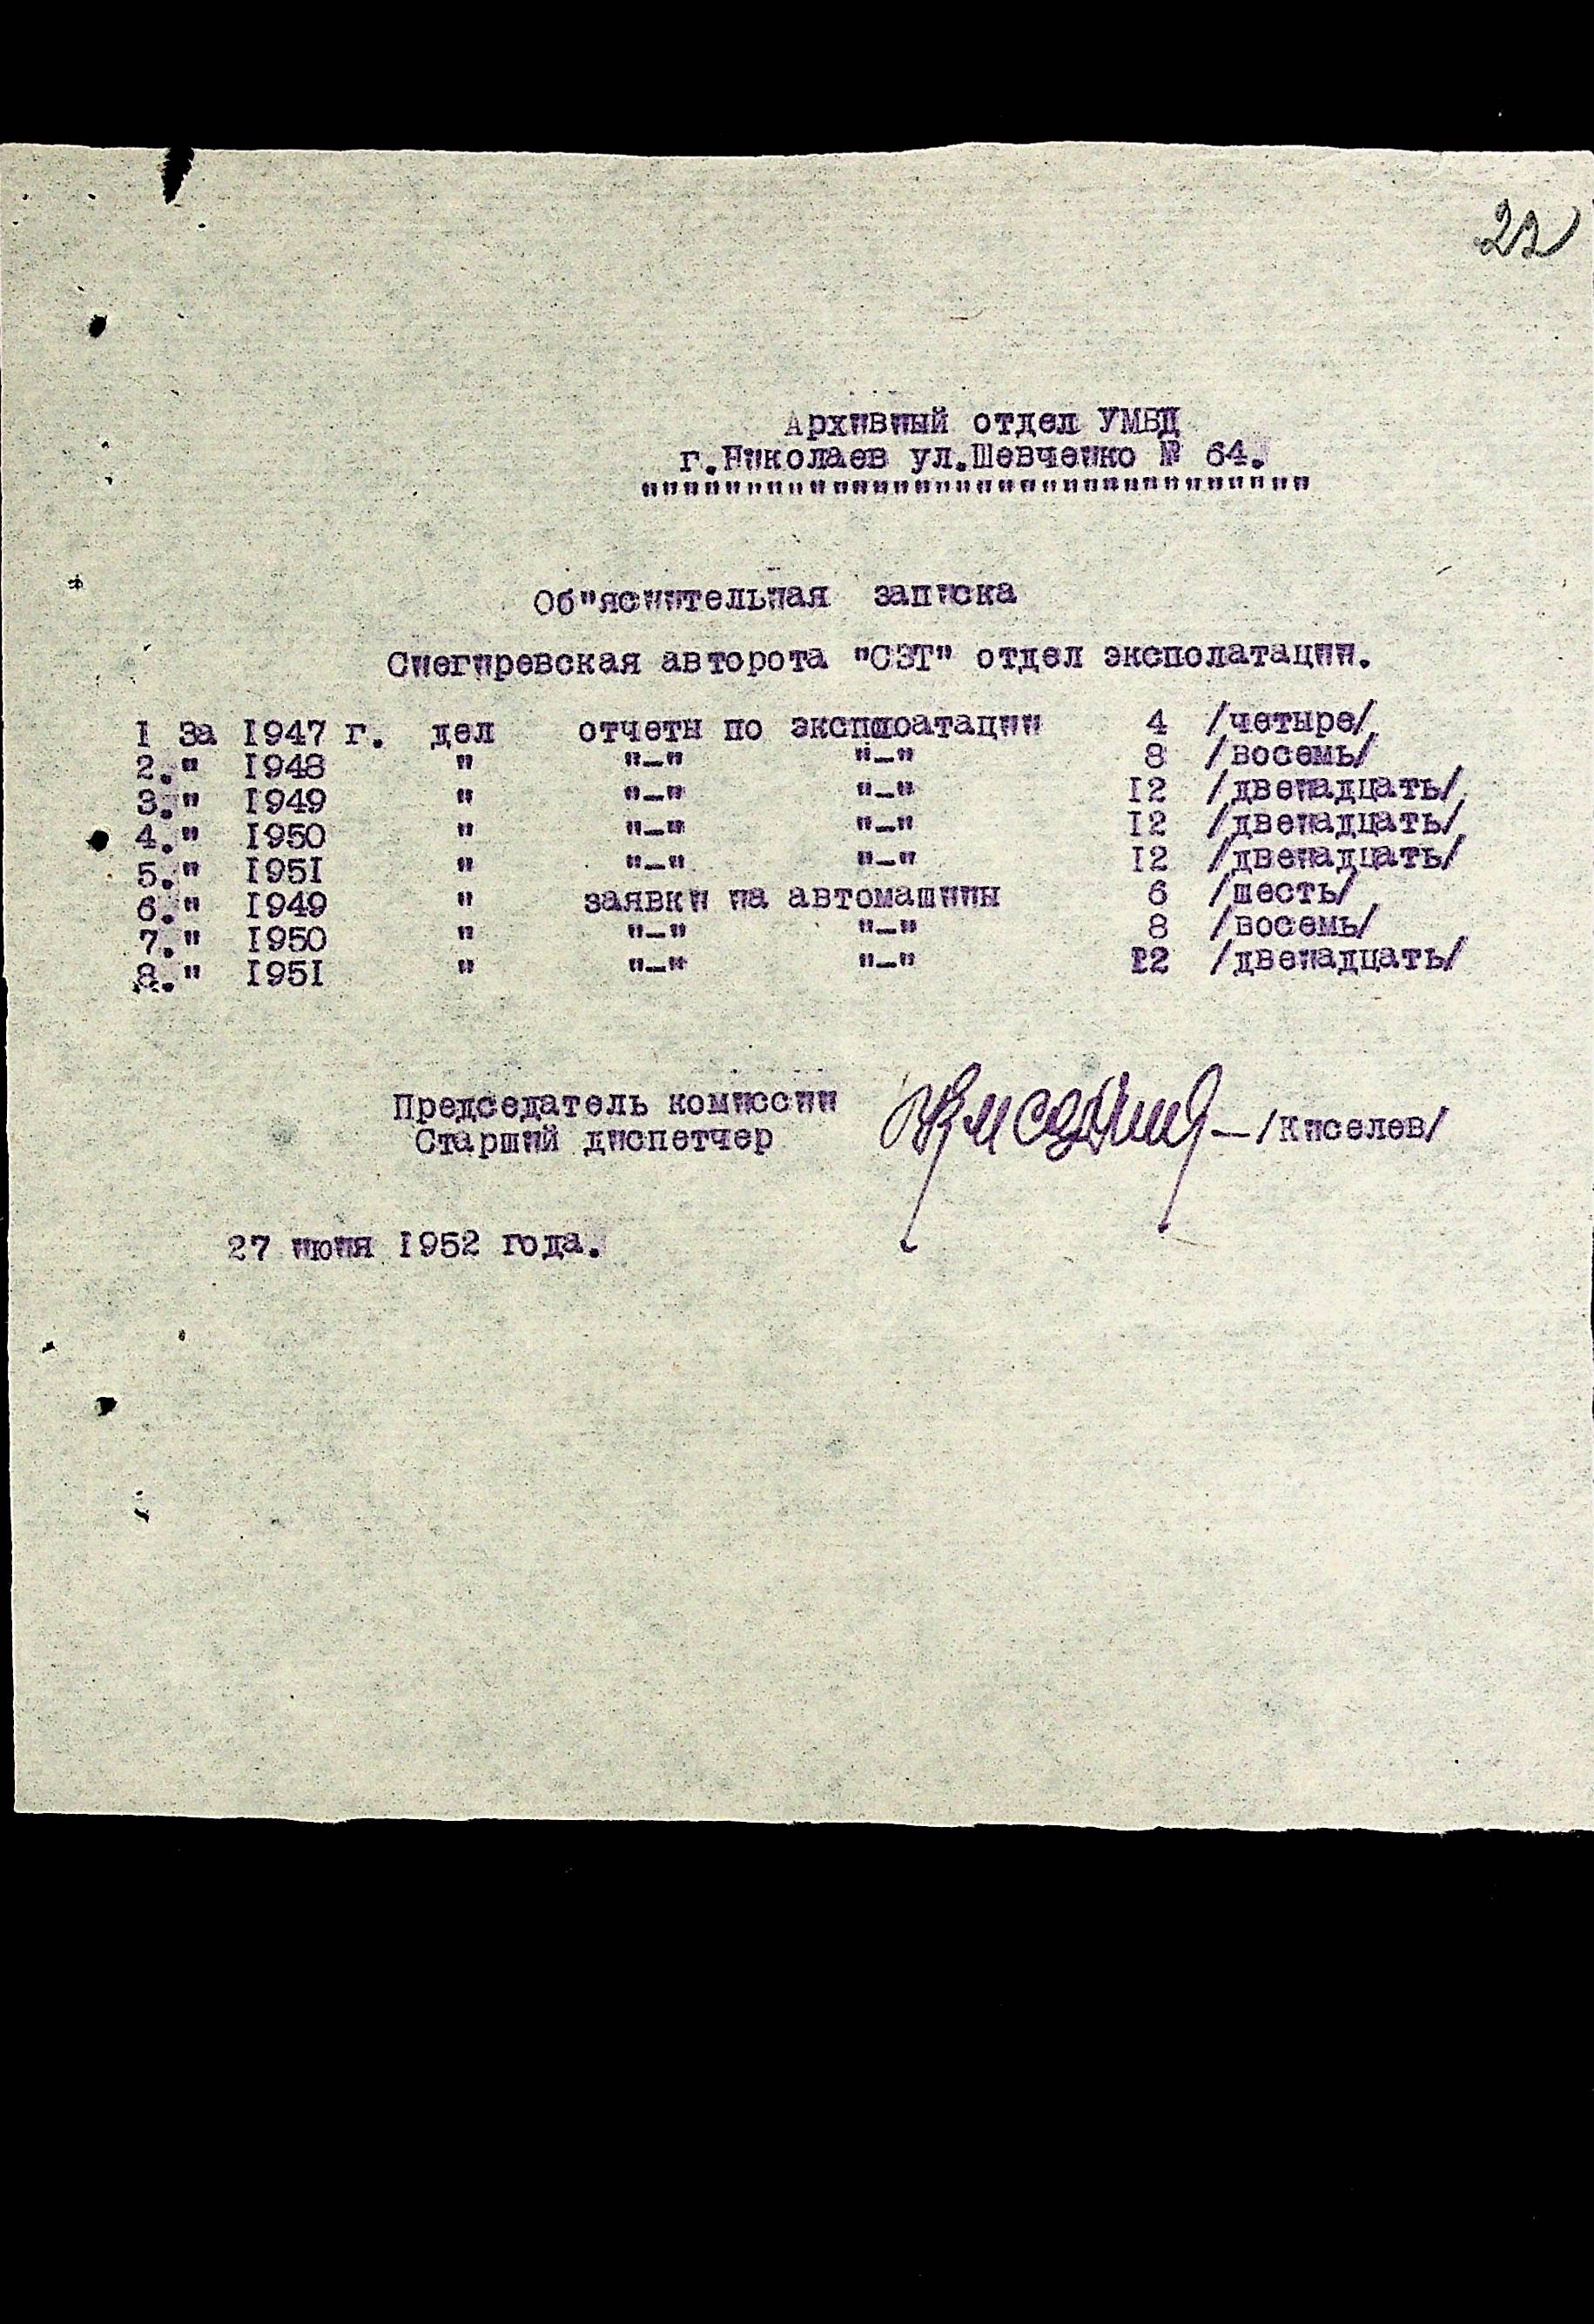 22
Архивный отдел УМВД
г.Николаев ул.Шевченко № 64.
""""""""""""""""""""""""""""""""
Об"яснительная записка
Снегиревская авторота "СЗТ" отдел эксполатации.
1 За 1947 г. дел отчеты по эксплоатации 4 /четыре/
2." 1948 " "-" "-" 8 /восемь/
3." 1949 " "-" "-" 12 /двенадцать/
4." 1950 " "-" "-" 12 /двенадцать/
5." 1951 " "-" "-" 12 /двенадцать/
6." 1949 " заявки на автомашины 6 /шесть/
7." 1950 " "-" "-" 8 /восемь/
8." 1951 " "-" "-" 12 /двенадцать/
Председатель комиссии
Старший диспетчер /Киселев/
27 июня 1952 года.